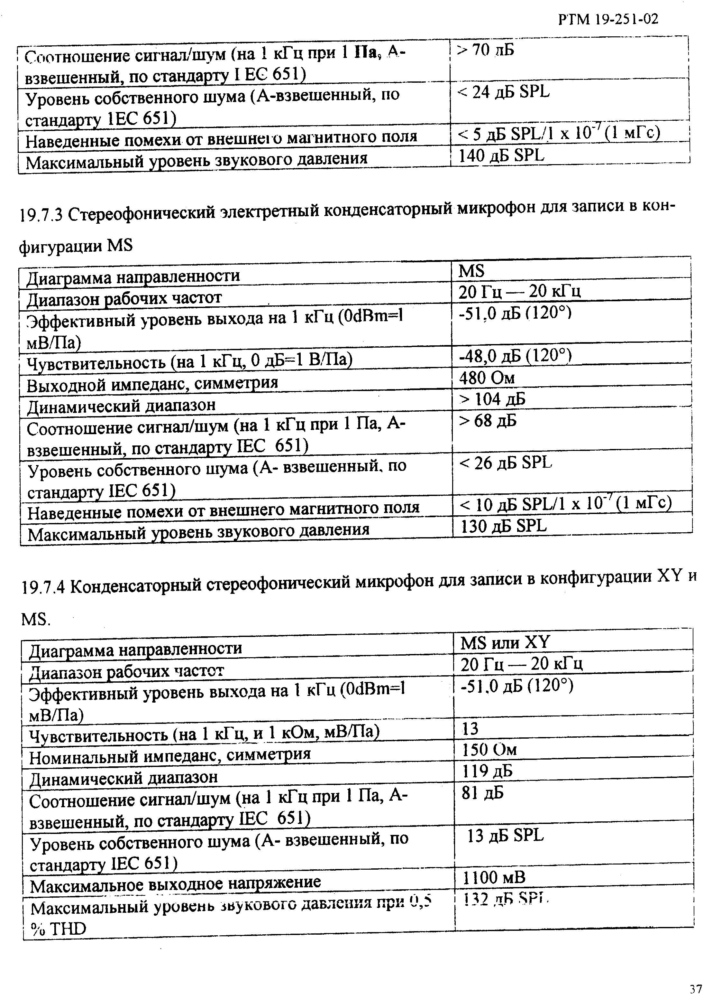 РТМ 19-251-02
Соотношение сигнал/шум (на 1 кГц при 1 Па, А-
взвешенный, по стандарту I EC 651)
> 70 дБ
Уровень собственного шума (А-взвешенный, по
стандарту 1EC 651)
< 24 дБ SPL
Наведенные помехи от внешнего магнитного поля
< 5 дБ SPL/1 x 10⁻⁷ (1 мГс)
Максимальный уровень звукового давления
140 дБ SPL
19.7.3 Стереофонический электретный конденсаторный микрофон для записи в кон-
фигурации MS
Диаграмма направленности
MS
Диапазон рабочих частот
20 Гц — 20 кГц
Эффективный уровень выхода на 1 кГц (0dBm=1
мВ/Па)
-51,0 дБ (120°)
Чувствительность (на 1 кГц, 0 дБ=1 В/Па)
-48,0 дБ (120°)
Выходной импеданс, симметрия
480 Ом
Динамический диапазон
> 104 дБ
Соотношение сигнал/шум (на 1 кГц при 1 Па, А-
взвешенный, по стандарту IEC 651)
> 68 дБ
Уровень собственного шума (А- взвешенный, по
стандарту IEC 651)
< 26 дБ SPL
Наведенные помехи от внешнего магнитного поля
< 10 дБ SPL/1 x 10⁻⁷ (1 мГс)
Максимальный уровень звукового давления
130 дБ SPL
19.7.4 Конденсаторный стереофонический микрофон для записи в конфигурации XY и
MS.
Диаграмма направленности
MS или XY
Диапазон рабочих частот
20 Гц — 20 кГц
Эффективный уровень выхода на 1 кГц (0dBm=1
мВ/Па)
-51,0 дБ (120°)
Чувствительность (на 1 кГц, и 1 кОм, мВ/Па)
13
Номинальный импеданс, симметрия
150 Ом
Динамический диапазон
119 дБ
Соотношение сигнал/шум (на 1 кГц при 1 Па, А-
взвешенный, по стандарту IEC 651)
81 дБ
Уровень собственного шума (А- взвешенный, по
стандарту IEC 651)
13 дБ SPL
Максимальное выходное напряжение
1100 мВ
Максимальный уровень звукового давления при 0,5
% THD
132 дБ SPL
37